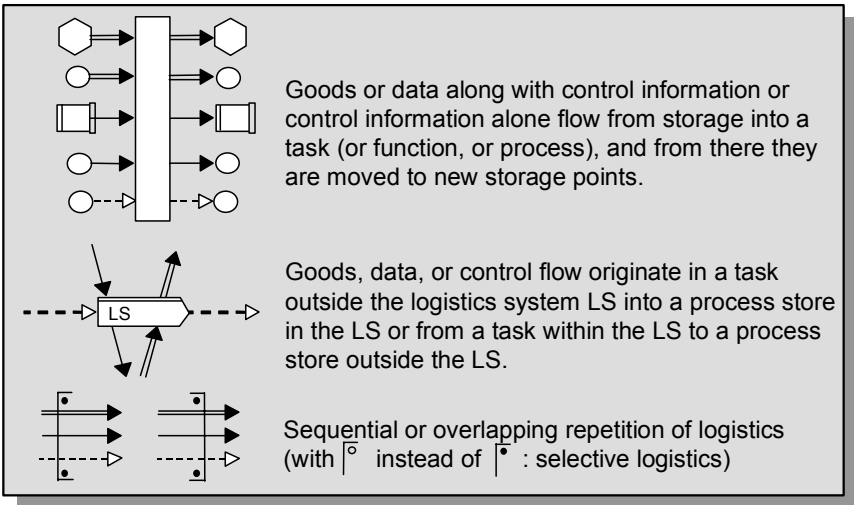 Goods or data along with control information or
control information alone flow from storage into a
task (or function, or process), and from there they
are moved to new storage points.
LS
Goods, data, or control flow originate in a task
outside the logistics system LS into a process store
in the LS or from a task within the LS to a process
store outside the LS.
Sequential or overlapping repetition of logistics
(with instead of : selective logistics)